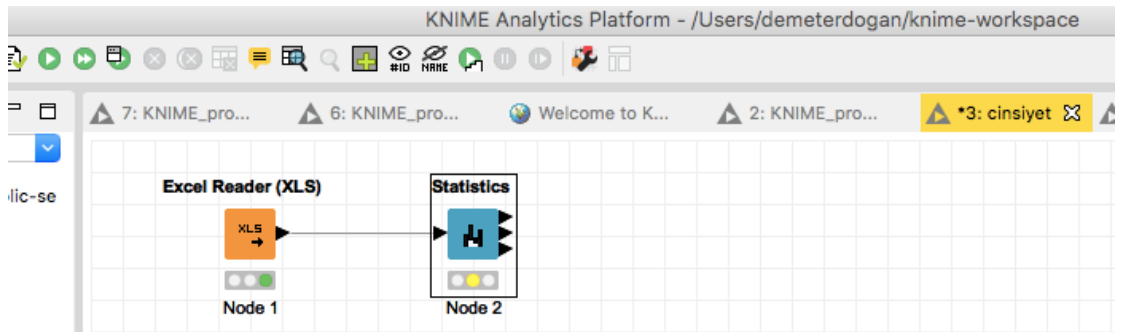 KNIME Analytics Platform - /Users/demeterdogan/knime-workspace
#ID NAME
7: KNIME_pro... 6: KNIME_pro... Welcome to K... 2: KNIME_pro... *3: cinsiyet
lic-se
Excel Reader (XLS) Statistics
XLS
Node 1 Node 2